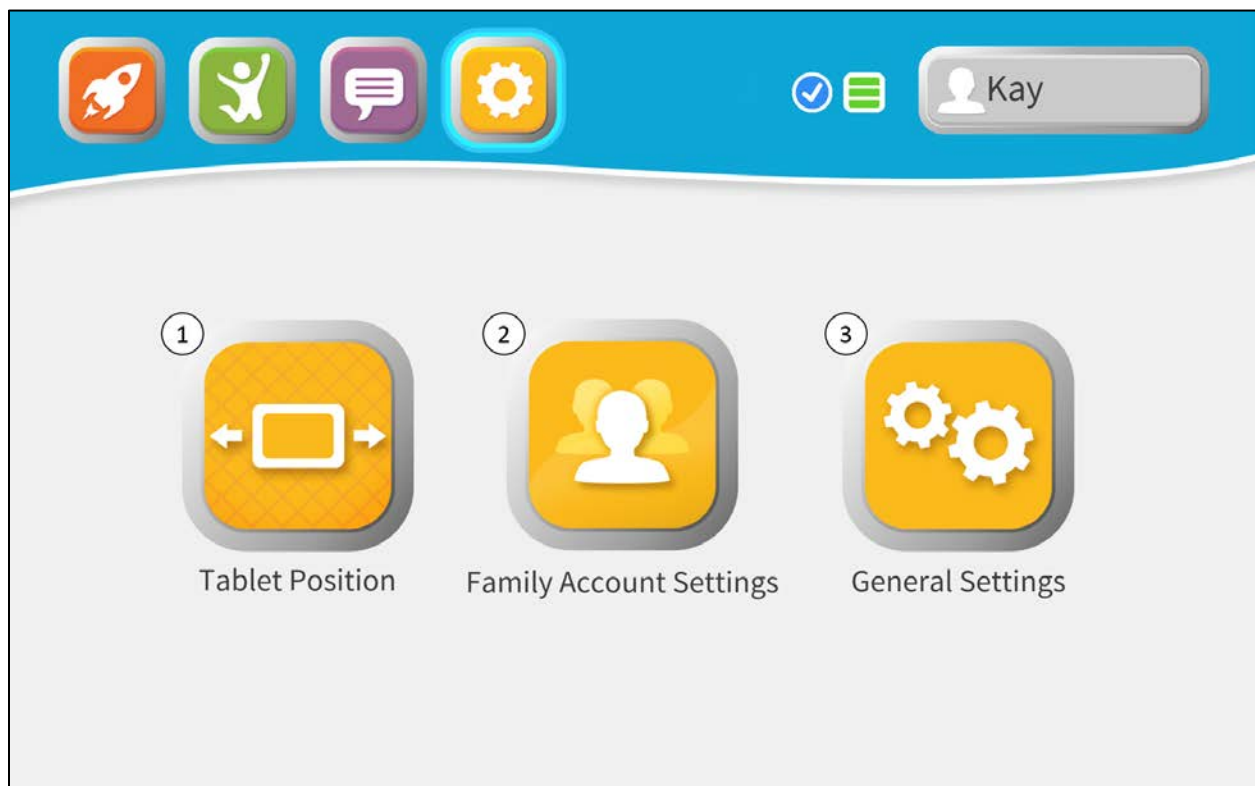 Kay
1
2
3
Tablet Position
Family Account Settings
General Settings